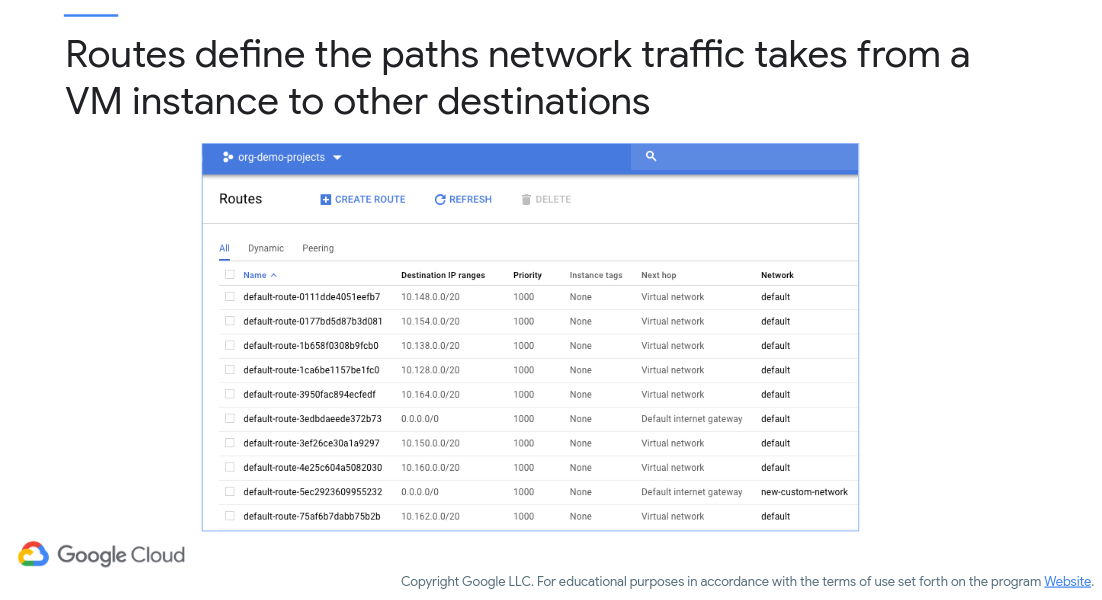 Routes define the paths network traffic takes from a
VM instance to other destinations
org-demo-projects
Routes CREATE ROUTE REFRESH DELETE
All Dynamic Peering
Name Destination IP ranges Priority Instance tags Next hop Network
default-route-0111dde4051eefb7 10.148.0.0/20 1000 None Virtual network default
default-route-0177bd5d87b3d081 10.154.0.0/20 1000 None Virtual network default
default-route-1b658f0308b9fcb0 10.138.0.0/20 1000 None Virtual network default
default-route-1ca6be1157be1fc0 10.128.0.0/20 1000 None Virtual network default
default-route-3950fac894ecfedf 10.164.0.0/20 1000 None Virtual network default
default-route-3edbdaeede372b73 0.0.0.0/0 1000 None Default internet gateway default
default-route-3ef26ce30a1a9297 10.150.0.0/20 1000 None Virtual network default
default-route-4e25c604a5082030 10.160.0.0/20 1000 None Virtual network default
default-route-5ec2923609955232 0.0.0.0/0 1000 None Default internet gateway new-custom-network
default-route-75af6b7dabb75b2b 10.162.0.0/20 1000 None Virtual network default
Google Cloud
Copyright Google LLC. For educational purposes in accordance with the terms of use set forth on the program Website.